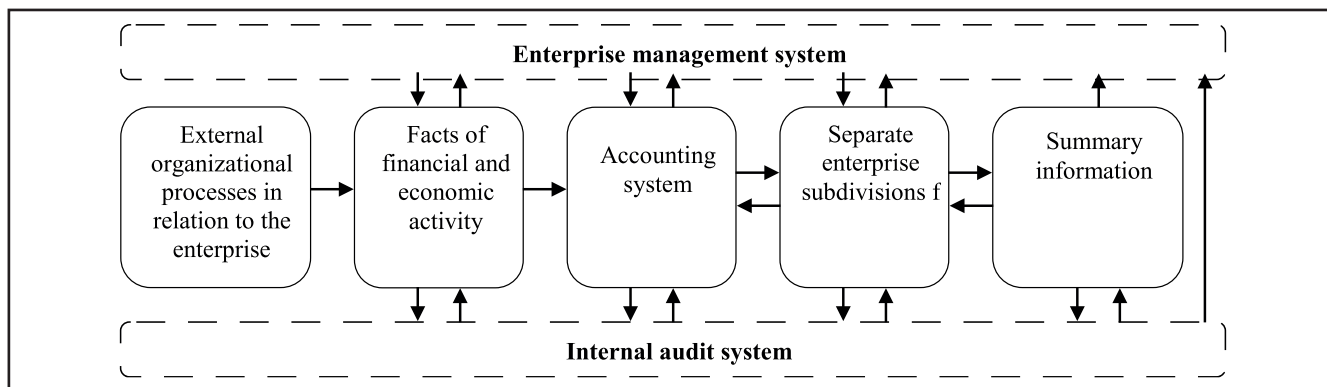 Enterprise management system
External
organizational
processes in
relation to the
enterprise
Facts of
financial and
economic
activity
Accounting
system
Separate
enterprise
subdivisions f
Summary
information
Internal audit system